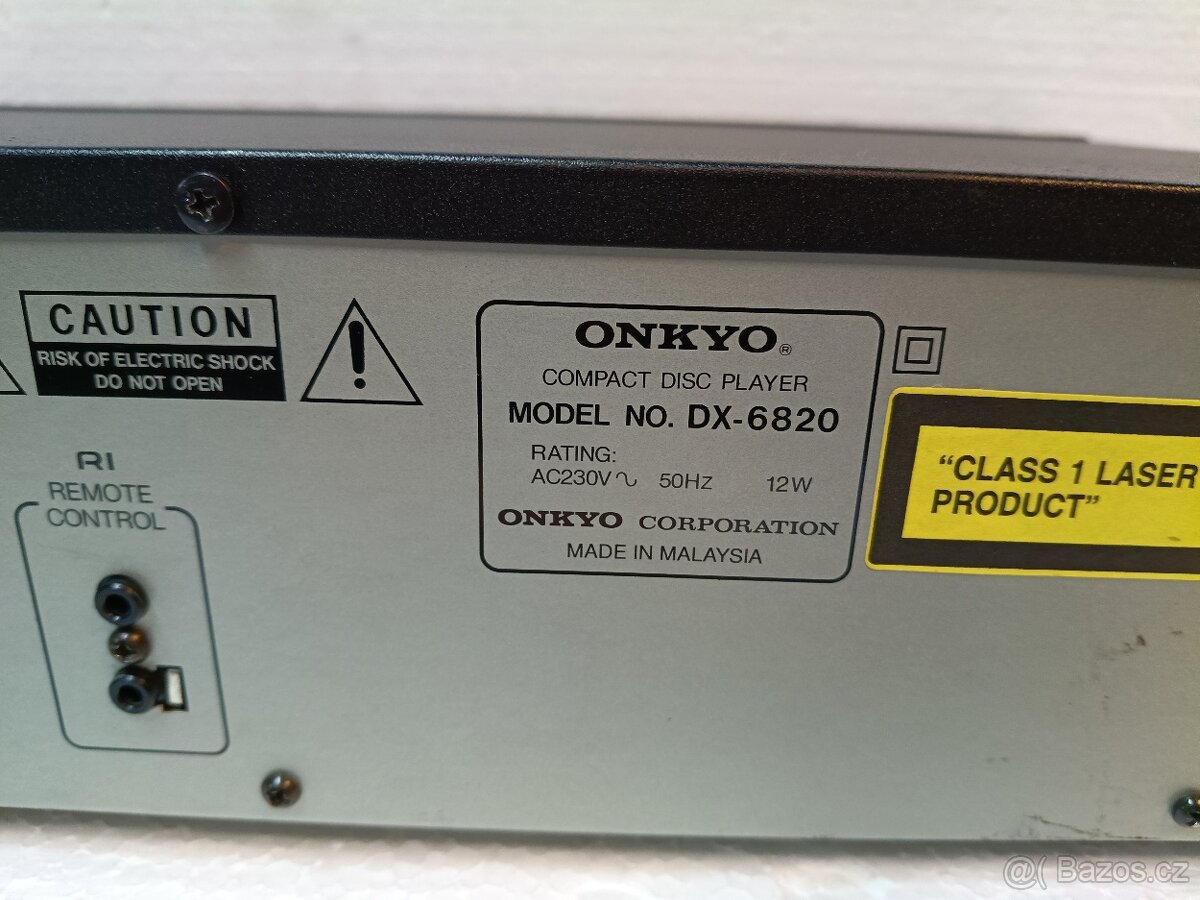 CAUTION
RISK OF ELECTRIC SHOCK
DO NOT OPEN
RI
REMOTE
CONTROL
ONKYO®
COMPACT DISC PLAYER
MODEL NO. DX-6820
RATING:
AC230V∿ 50HZ 12W
ONKYO CORPORATION
MADE IN MALAYSIA
“CLASS 1 LASER
PRODUCT”
Bazos.cz